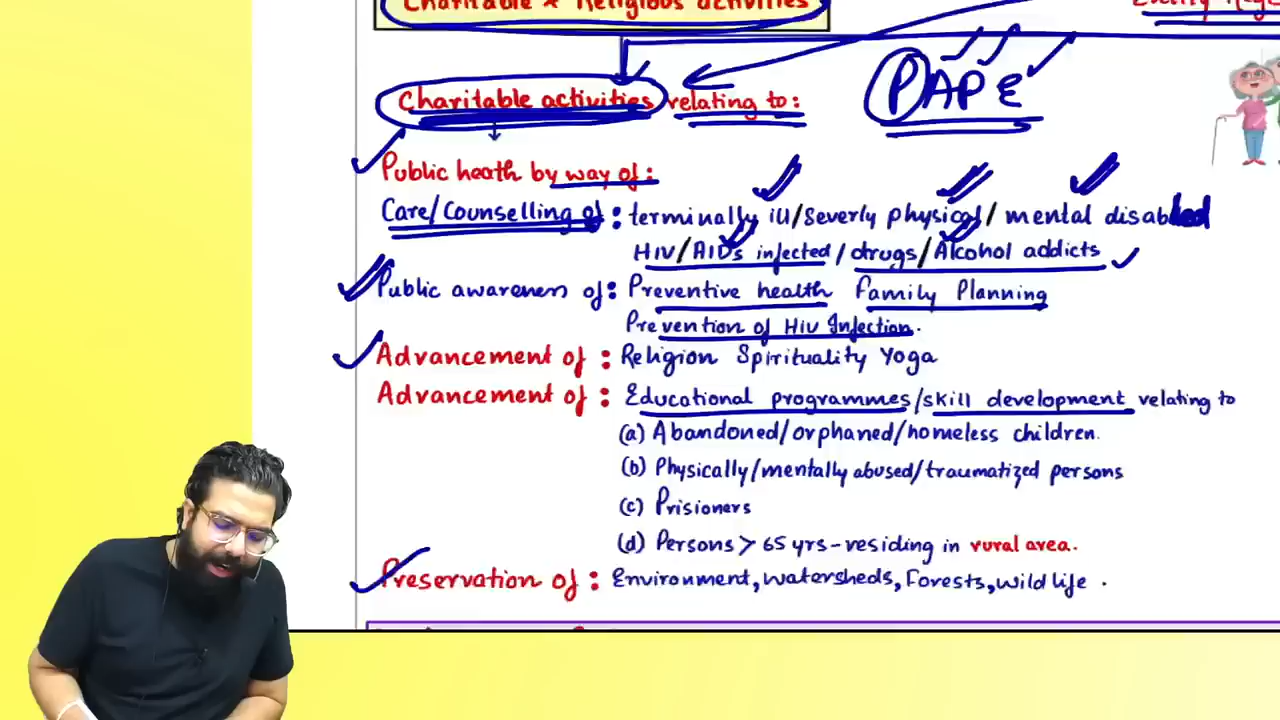 Charitable & Religious activities
PAPE
Charitable activities relating to:
Public heath by way of:
Care/Counselling of: terminally ill/Severly physical/mental disabled
HIV/AIDs infected/drugs/Alcohol addicts
Public awareness of: Preventive health Family Planning
Prevention of HIV Infection.
Advancement of: Religion Spirituality Yoga
Advancement of: Educational programmes/skill development relating to
(a) Abandoned/orphaned/homeless children.
(b) Physically/mentally abused/traumatized persons
(c) Prisioners
(d) Persons > 65 yrs-residing in rural area.
Preservation of: Environment, watersheds, Forests, wild life.